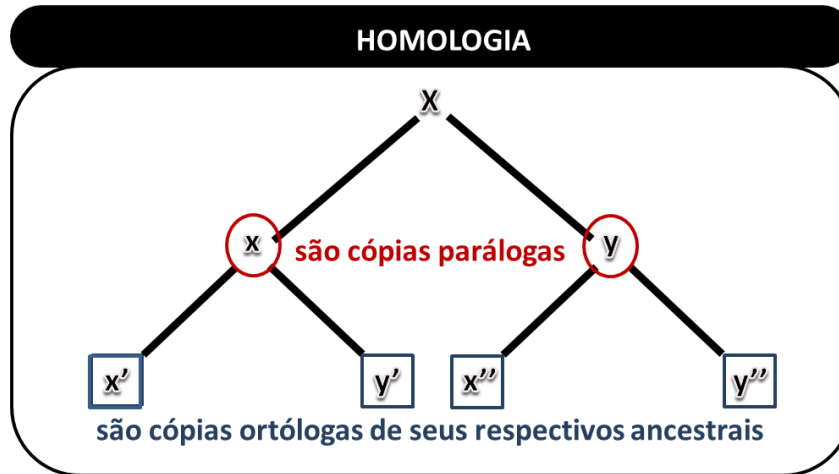 HOMOLOGIA
X
x são cópias parálogas y
x' y' x'' y''
são cópias ortólogas de seus respectivos ancestrais